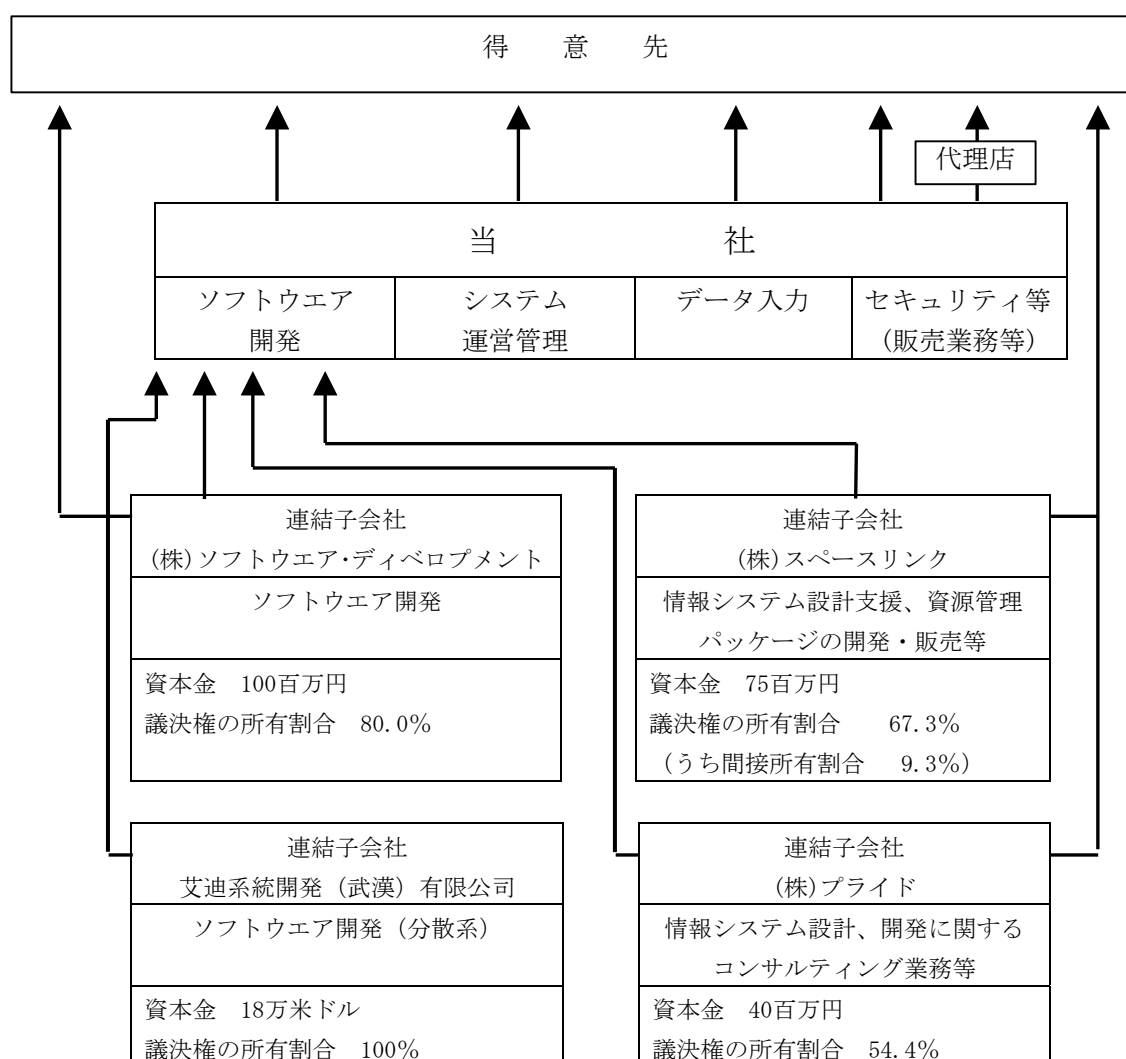 得 意 先
代理店
当 社
ソフトウエア
開発
システム
運営管理
データ入力
セキュリティ等
(販売業務等)
連結子会社
(株)ソフトウエア・ディベロプメント
ソフトウエア開発
資本金 100百万円
議決権の所有割合 80.0%
連結子会社
(株)スペースリンク
情報システム設計支援、資源管理
パッケージの開発・販売等
資本金 75百万円
議決権の所有割合 67.3%
(うち間接所有割合 9.3%)
連結子会社
艾迪系統開発(武漢)有限公司
ソフトウエア開発(分散系)
資本金 18万米ドル
議決権の所有割合 100%
連結子会社
(株)プライド
情報システム設計、開発に関する
コンサルティング業務等
資本金 40百万円
議決権の所有割合 54.4%